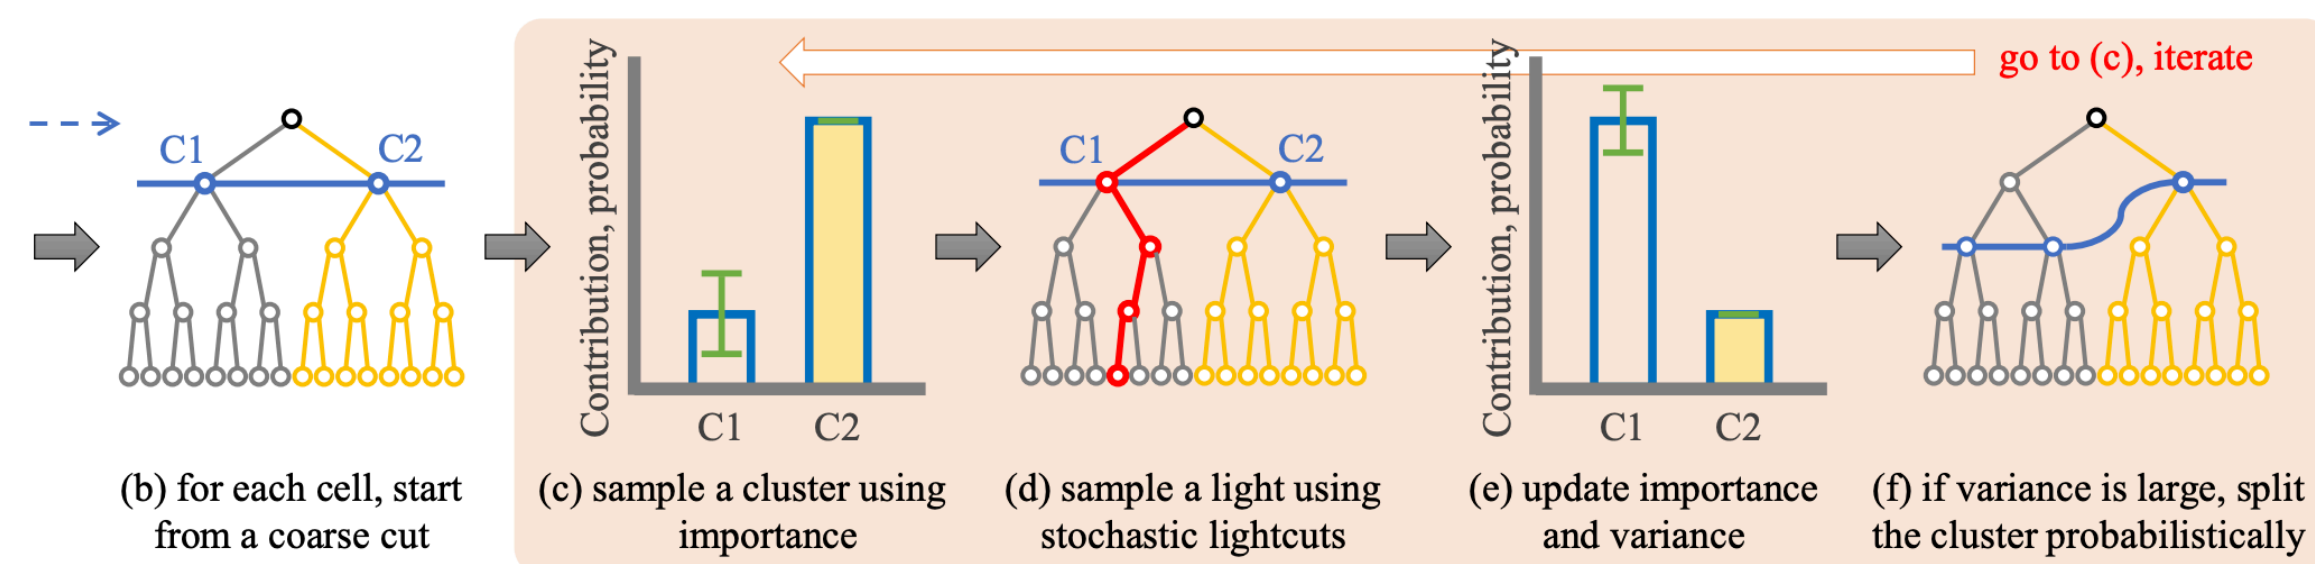 go to (c), iterate
C1
C2
Contribution, probability
C1
C2
C1
C2
Contribution, probability
C1
C2
(b) for each cell, start
from a coarse cut
(c) sample a cluster using
importance
(d) sample a light using
stochastic lightcuts
(e) update importance
and variance
(f) if variance is large, split
the cluster probabilistically